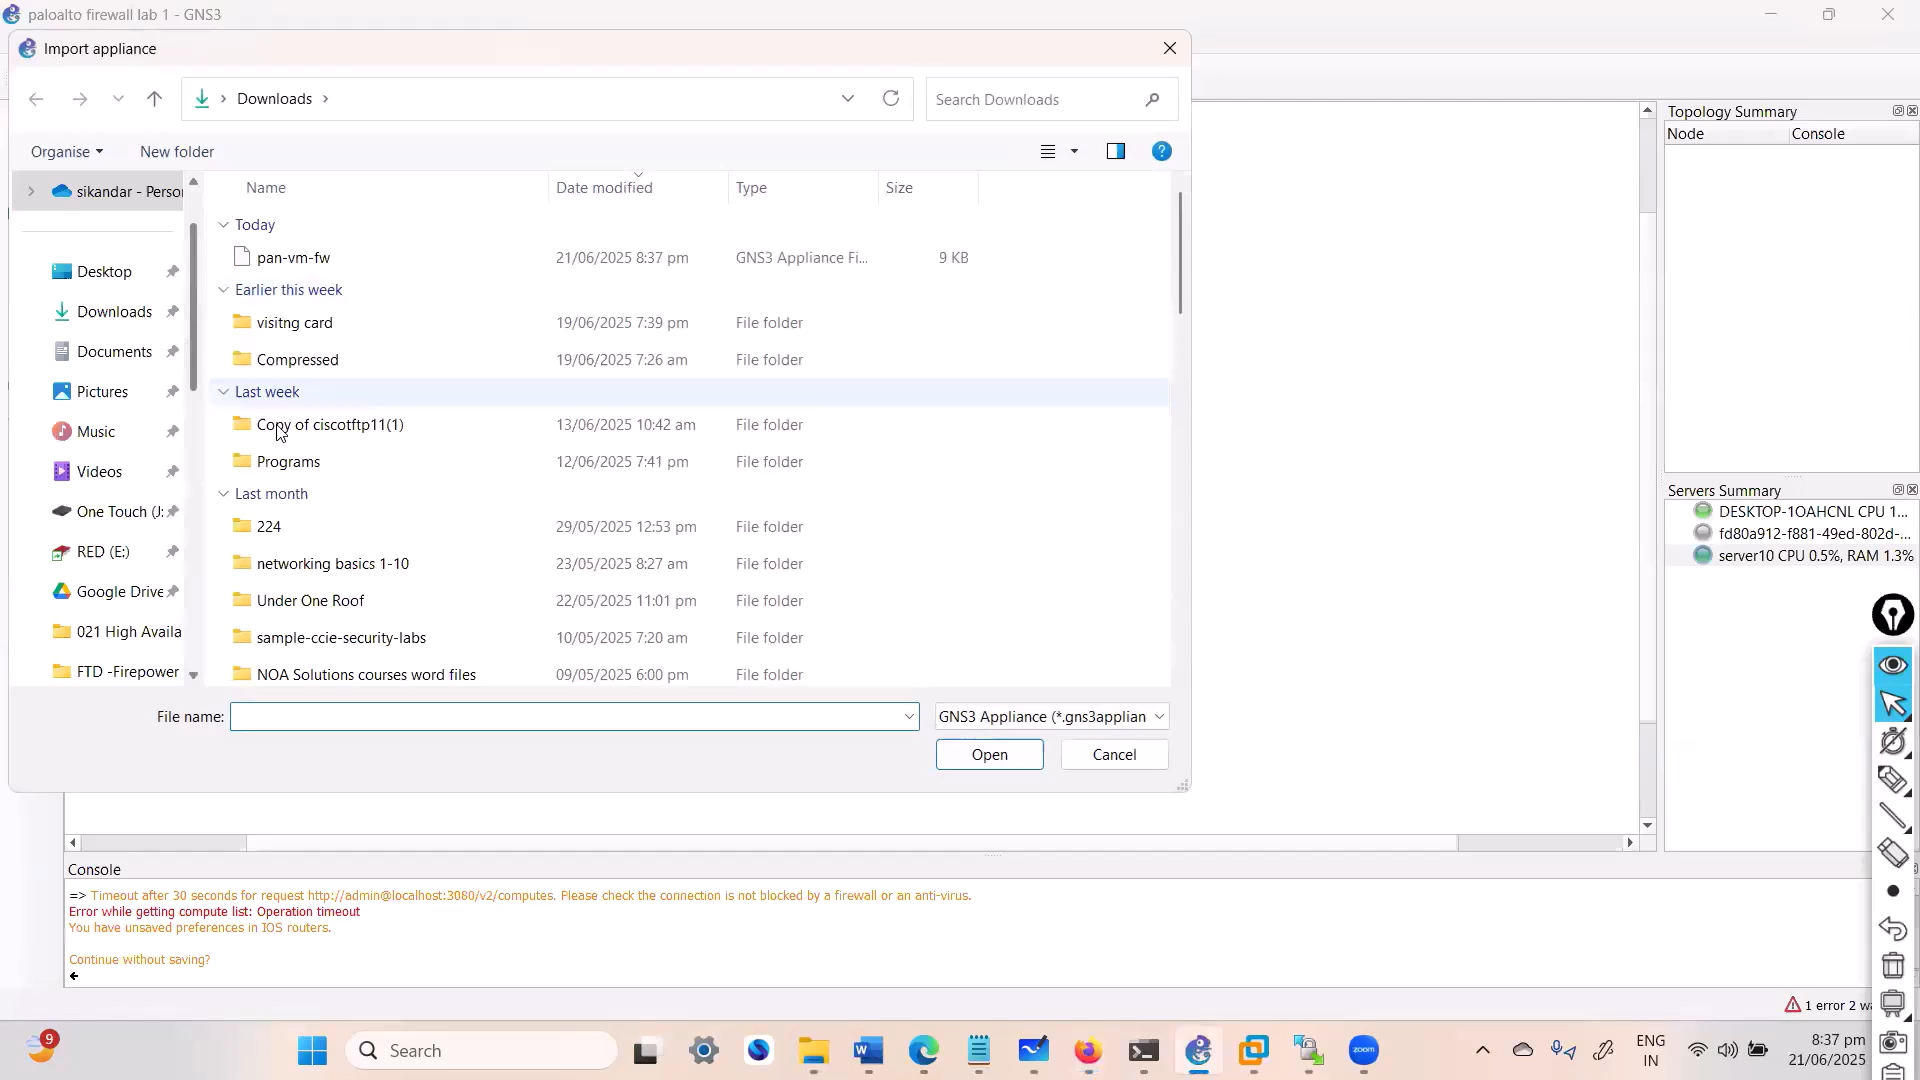 paloalto firewall lab 1 - GNS3
Import appliance
Downloads
Search Downloads
Organise
New folder
sikandar - Person
Desktop
Downloads
Documents
Pictures
Music
Videos
One Touch (J:
RED (E:)
Google Drive
021 High Availa
FTD -Firepower
Name Date modified Type Size
Today
pan-vm-fw 21/06/2025 8:37 pm GNS3 Appliance Fi... 9 KB
Earlier this week
visitng card 19/06/2025 7:39 pm File folder
Compressed 19/06/2025 7:26 am File folder
Last week
Copy of ciscotftp11(1) 13/06/2025 10:42 am File folder
Programs 12/06/2025 7:41 pm File folder
Last month
224 29/05/2025 12:53 pm File folder
networking basics 1-10 23/05/2025 8:27 am File folder
Under One Roof 22/05/2025 11:01 pm File folder
sample-ccie-security-labs 10/05/2025 7:20 am File folder
NOA Solutions courses word files 09/05/2025 6:00 pm File folder
File name:
GNS3 Appliance (*.gns3applian
Open
Cancel
Topology Summary
Node Console
Servers Summary
DESKTOP-1OAHCNL CPU 1...
fd80a912-f881-49ed-802d-...
server10 CPU 0.5%, RAM 1.3%
Console
=> Timeout after 30 seconds for request http://admin@localhost:3080/v2/computes. Please check the connection is not blocked by a firewall or an anti-virus.
Error while getting compute list: Operation timeout
You have unsaved preferences in IOS routers.
Continue without saving?
1 error 2 wa
9
Search
zoom
ENG
IN
8:37 pm
21/06/2025